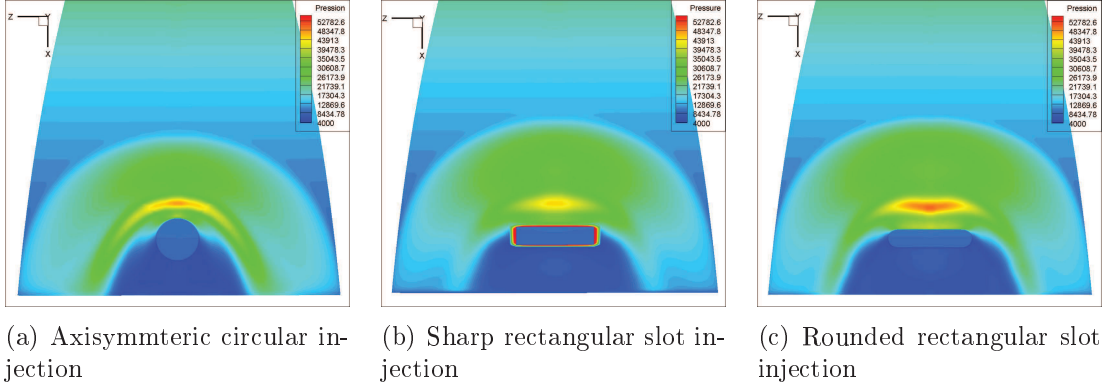 Z Y
X
Pression
52782.6
48347.8
43913
39478.3
35043.5
30608.7
26173.9
21739.1
17304.3
12869.6
8434.78
4000
Z Y
X
Pressure
52782.6
48347.8
43913
39478.3
35043.5
30608.7
26173.9
21739.1
17304.3
12869.6
8434.78
4000
Z Y
X
Pression
52782.6
48347.8
43913
39478.3
35043.5
30608.7
26173.9
21739.1
17304.3
12869.6
8434.78
4000
(a) Axisymmteric circular in-
jection
(b) Sharp rectangular slot in-
jection
(c) Rounded rectangular slot
injection